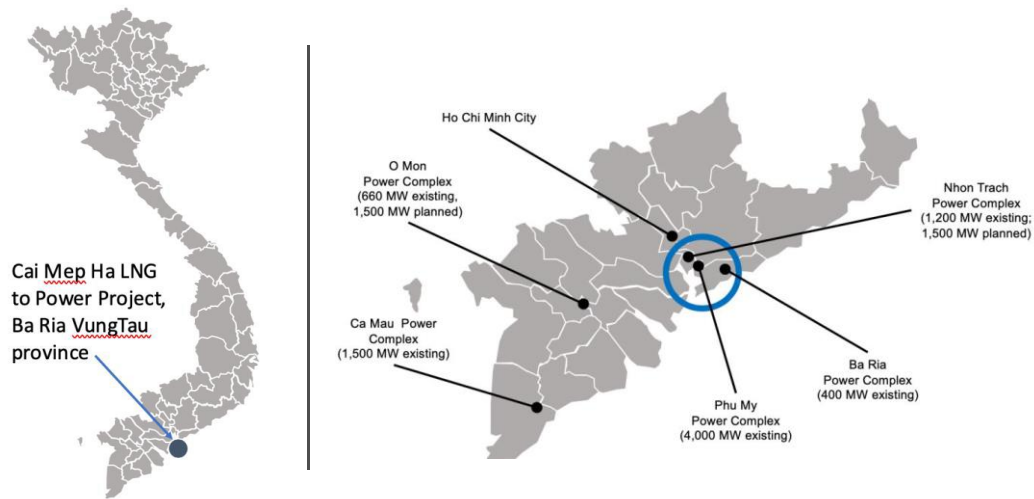 Cai Mep Ha LNG
to Power Project,
Ba Ria VungTau
province
Ho Chi Minh City
O Mon
Power Complex
(660 MW existing,
1,500 MW planned)
Nhon Trach
Power Complex
(1,200 MW existing;
1,500 MW planned)
Ca Mau Power
Complex
(1,500 MW existing)
Ba Ria
Power Complex
(400 MW existing)
Phu My
Power Complex
(4,000 MW existing)